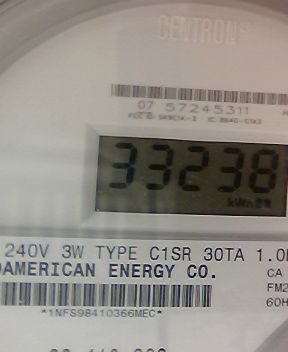 CENTRON®
07 57245311
33238
kWh
240V 3W TYPE C1SR 30TA 1.0
AMERICAN ENERGY CO.
CA
FM2
*1NFS98410366MEC*
60H